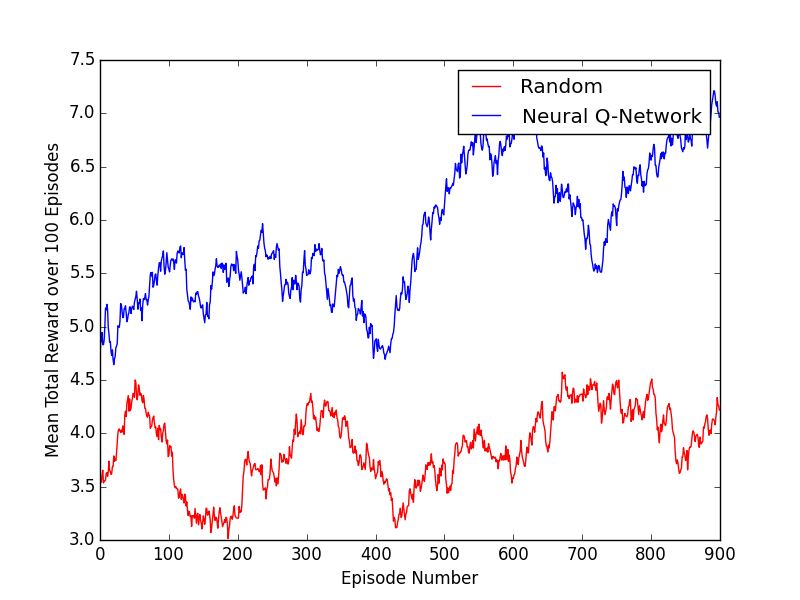 7.5
7.0
6.5
6.0
5.5
5.0
4.5
4.0
3.5
3.0
Mean Total Reward over 100 Episodes
Random
Neural Q-Network
0 100 200 300 400 500 600 700 800 900
Episode Number